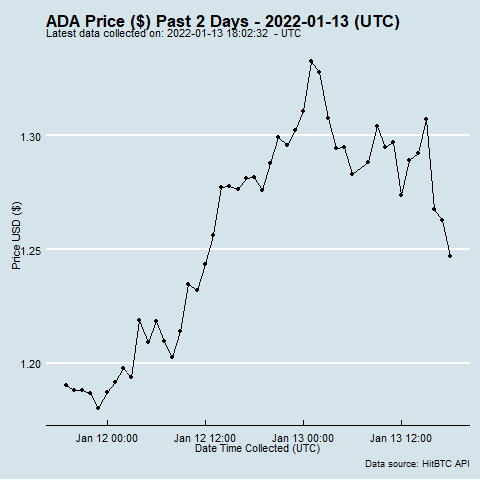 ADA Price ($) Past 2 Days - 2022-01-13 (UTC)
Latest data collected on: 2022-01-13 18:02:32  - UTC
1.30
1.25
1.20
Price USD ($)
Jan 12 00:00
Jan 12 12:00
Jan 13 00:00
Jan 13 12:00
Date Time Collected (UTC)
Data source: HitBTC API